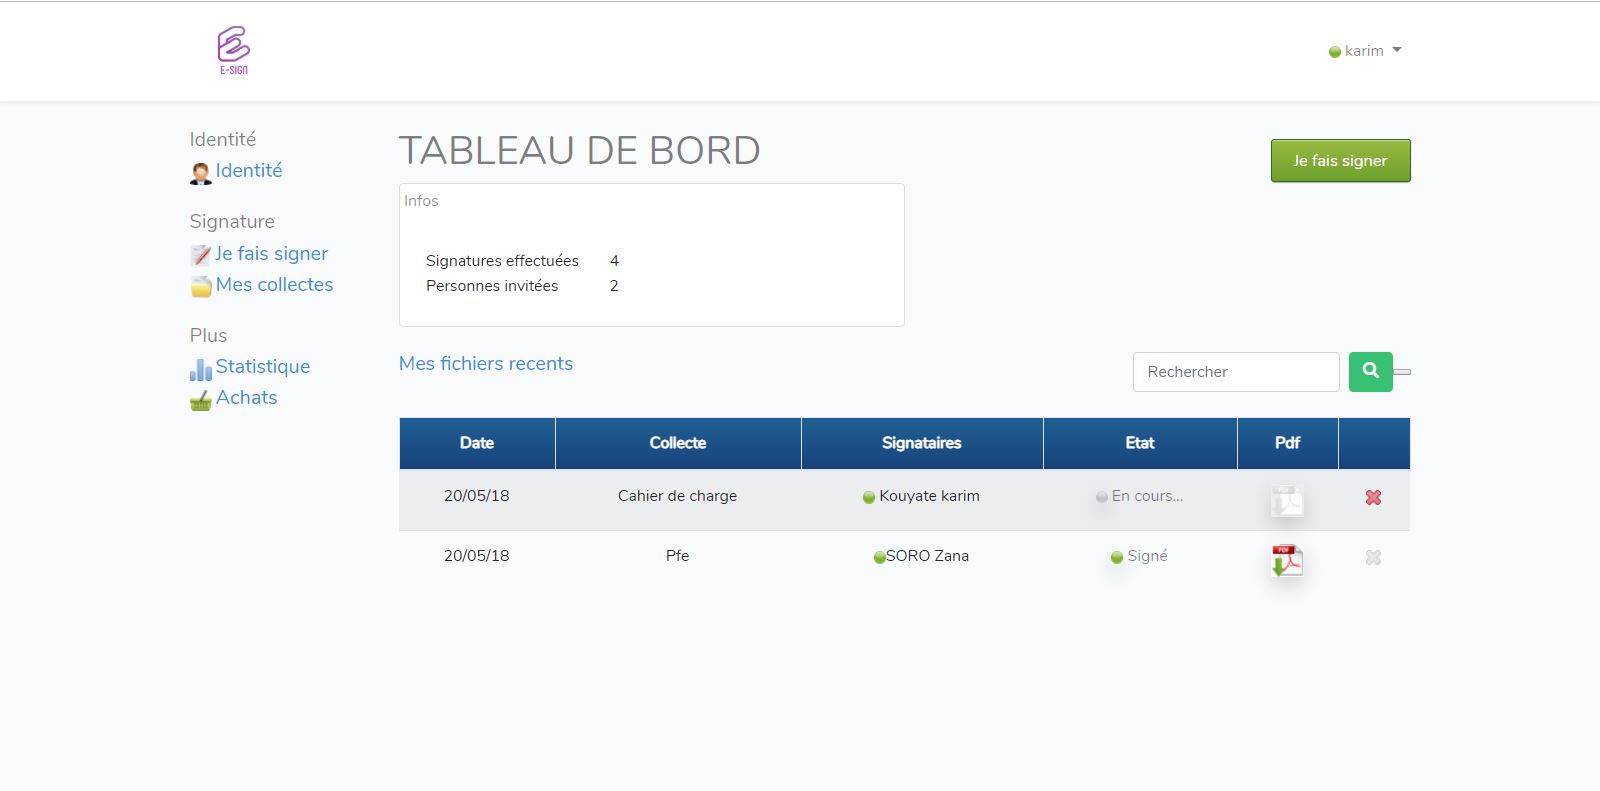 E-SIGN
karim
Identité
Identité
Signature
Je fais signer
Mes collectes
Plus
Statistique
Achats
TABLEAU DE BORD
Je fais signer
Infos
Signatures effectuées 4
Personnes invitées 2
Mes fichiers recents
Rechercher
Date Collecte Signataires Etat Pdf
20/05/18 Cahier de charge Kouyate karim En cours... PDF
20/05/18 Pfe SORO Zana Signé PDF